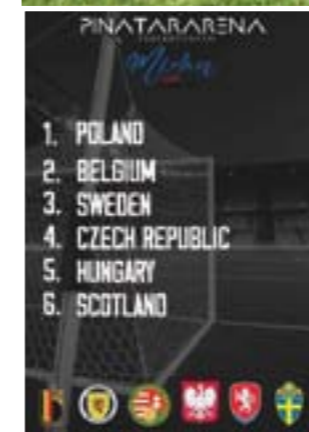 PINATARARENA
1. POLAND
2. BELGIUM
3. SWEDEN
4. CZECH REPUBLIC
5. HUNGARY
6. SCOTLAND